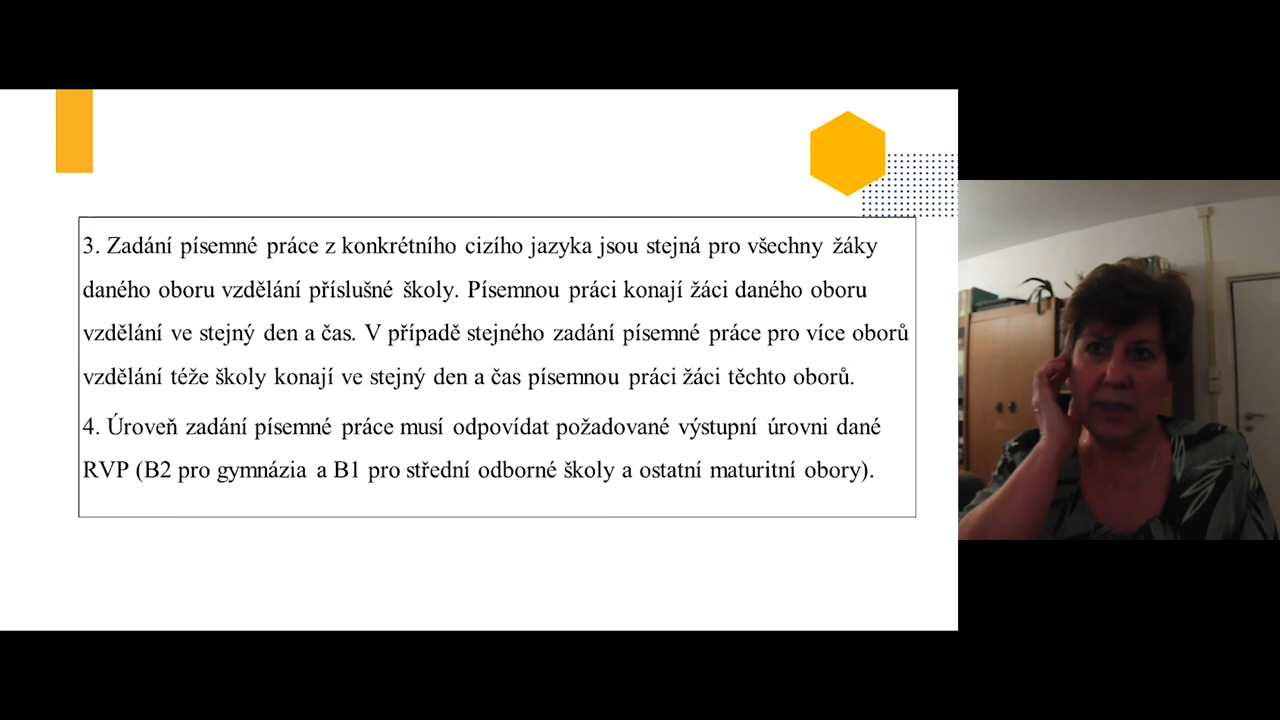 3. Zadání písemné práce z konkrétního cizího jazyka jsou stejná pro všechny žáky
daného oboru vzdělání příslušné školy. Písemnou práci konají žáci daného oboru
vzdělání ve stejný den a čas. V případě stejného zadání písemné práce pro více oborů
vzdělání téže školy konají ve stejný den a čas písemnou práci žáci těchto oborů.
4. Úroveň zadání písemné práce musí odpovídat požadované výstupní úrovni dané
RVP (B2 pro gymnázia a B1 pro střední odborné školy a ostatní maturitní obory).